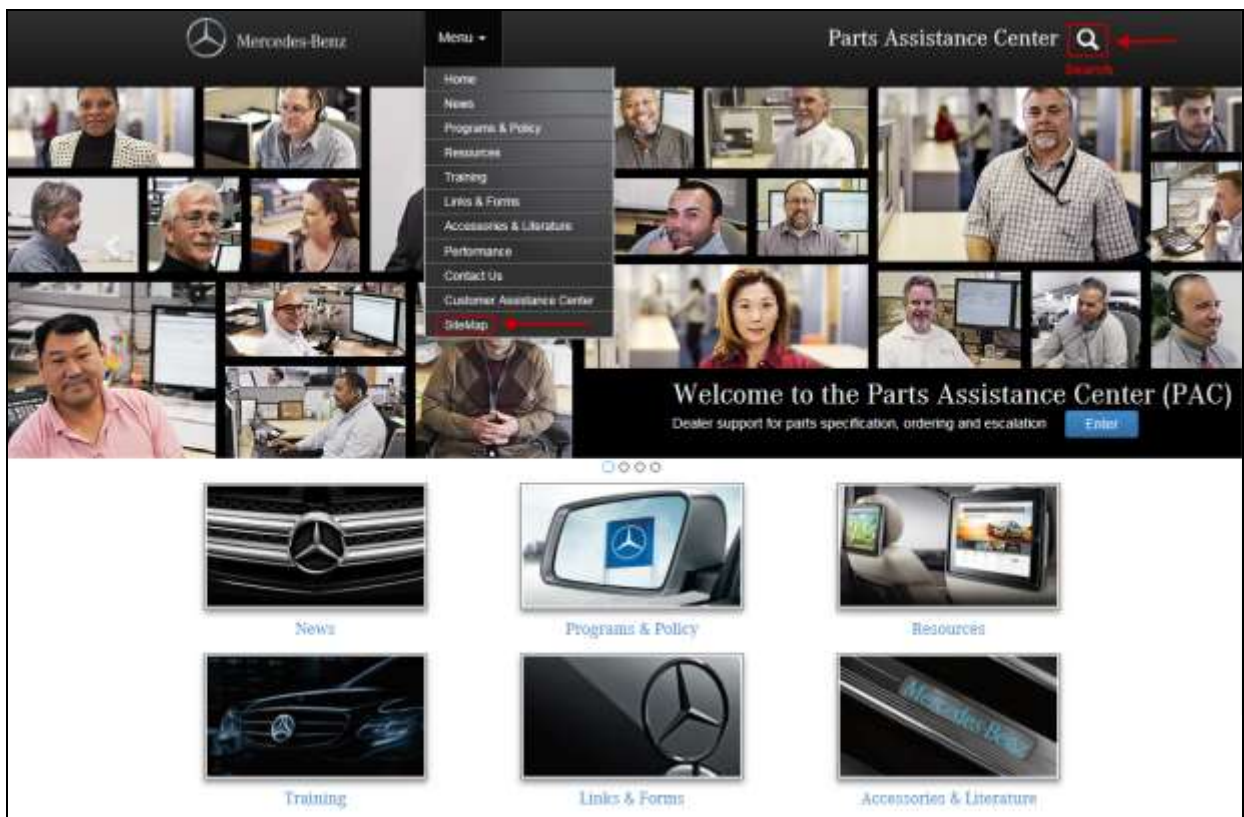 Mercedes-Benz
Menu
Parts Assistance Center
Search
Home
News
Programs & Policy
Resources
Training
Links & Forms
Accessories & Literature
Performance
Contact Us
Customer Assistance Center
SiteMap
Welcome to the Parts Assistance Center (PAC)
Dealer support for parts specification, ordering and escalation
Enter
News
Programs & Policy
Resources
Mercedes-Benz
Training
Links & Forms
Accessories & Literature